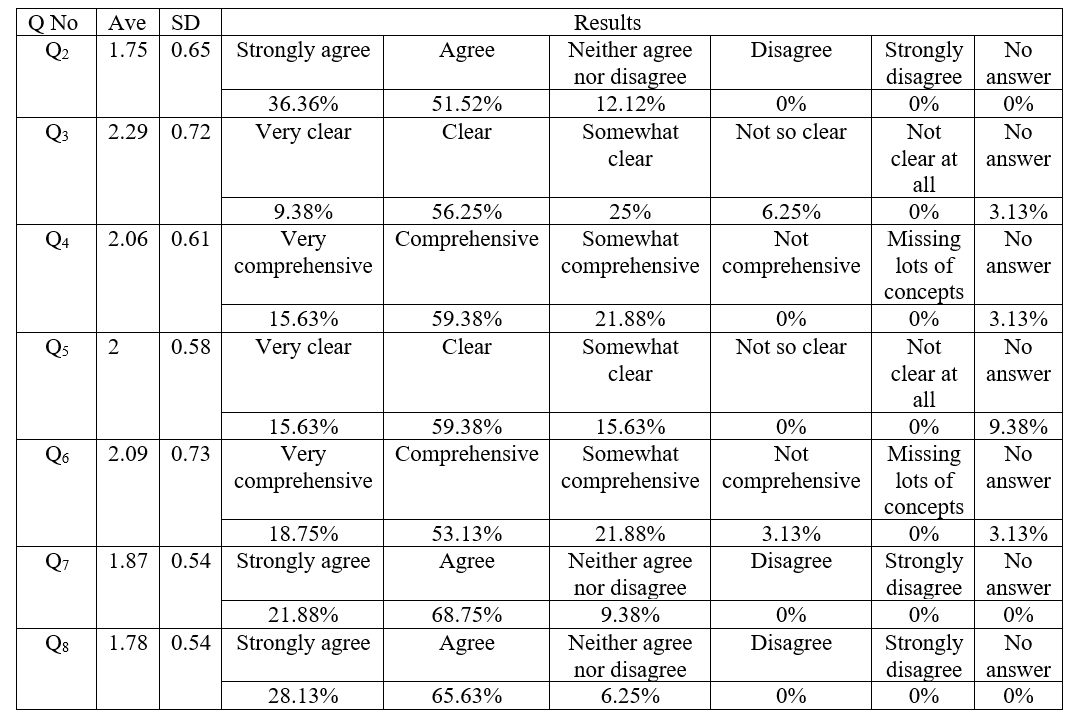 Q No Ave SD Results
Q2 1.75 0.65 Strongly agree Agree Neither agree nor disagree Disagree Strongly disagree No answer
36.36% 51.52% 12.12% 0% 0% 0%
Q3 2.29 0.72 Very clear Clear Somewhat clear Not so clear Not clear at all No answer
9.38% 56.25% 25% 6.25% 0% 3.13%
Q4 2.06 0.61 Very comprehensive Comprehensive Somewhat comprehensive Not comprehensive Missing lots of concepts No answer
15.63% 59.38% 21.88% 0% 0% 3.13%
Q5 2 0.58 Very clear Clear Somewhat clear Not so clear Not clear at all No answer
15.63% 59.38% 15.63% 0% 0% 9.38%
Q6 2.09 0.73 Very comprehensive Comprehensive Somewhat comprehensive Not comprehensive Missing lots of concepts No answer
18.75% 53.13% 21.88% 3.13% 0% 3.13%
Q7 1.87 0.54 Strongly agree Agree Neither agree nor disagree Disagree Strongly disagree No answer
21.88% 68.75% 9.38% 0% 0% 0%
Q8 1.78 0.54 Strongly agree Agree Neither agree nor disagree Disagree Strongly disagree No answer
28.13% 65.63% 6.25% 0% 0% 0%